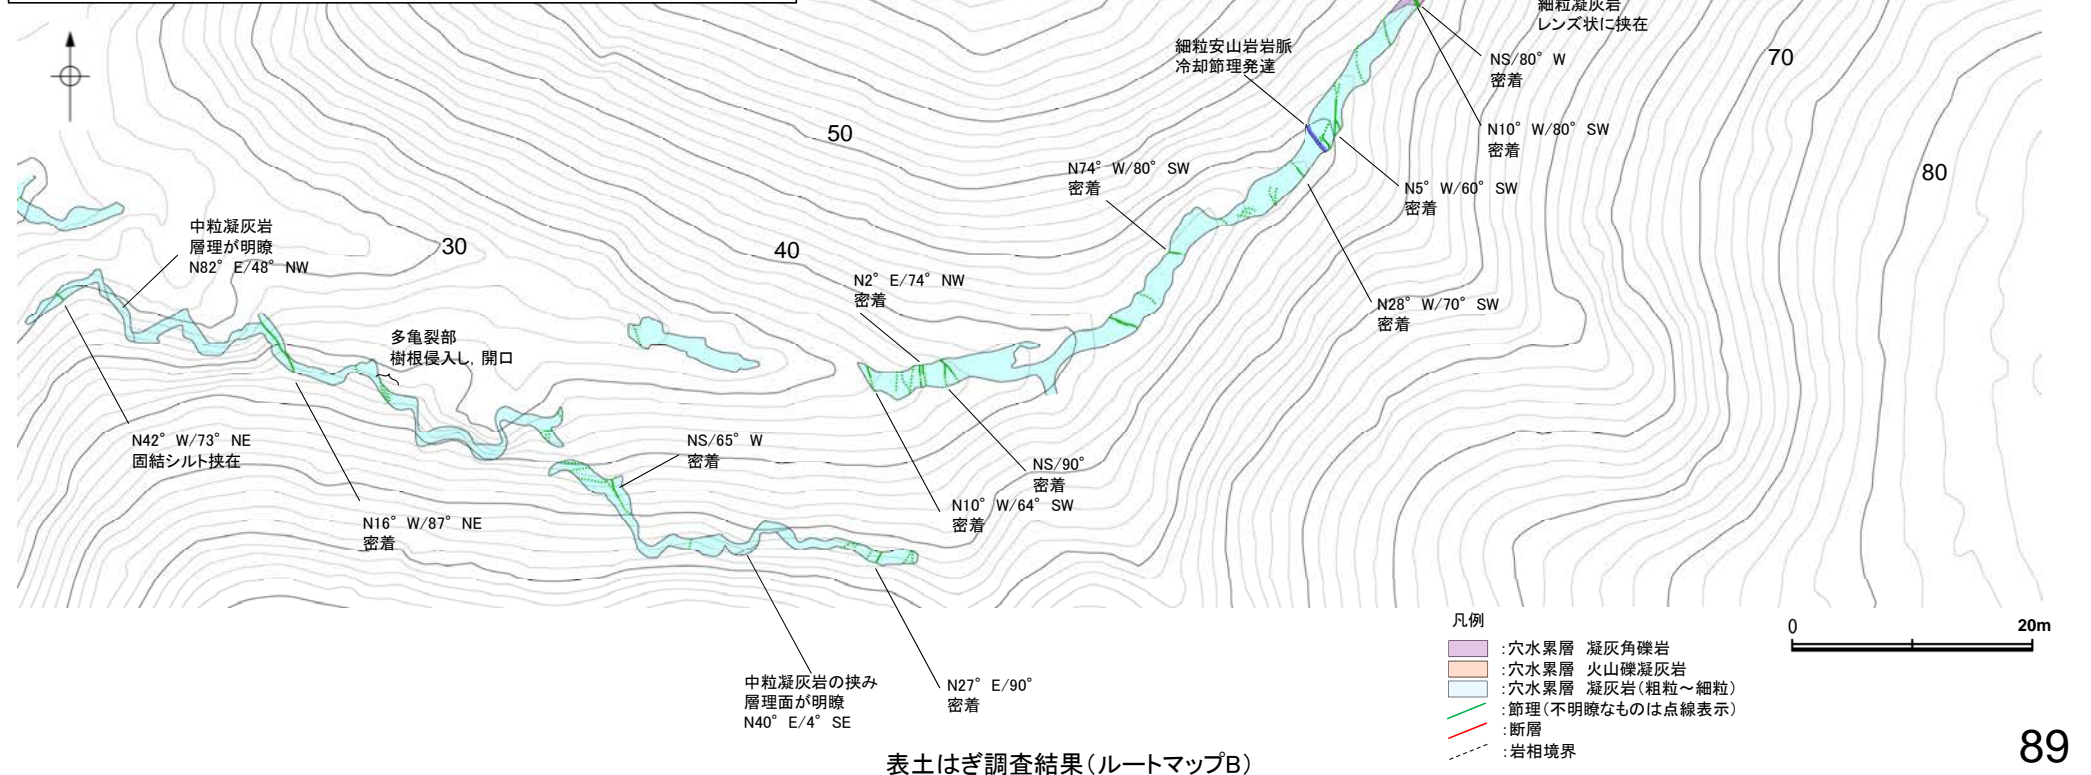 細粒凝灰岩
レンズ状に挟在
細粒安山岩岩脈
冷却節理発達
NS/80° W
密着
70
50
N10° W/80° SW
密着
N74° W/80° SW
密着
80
N5° W/60° SW
密着
中粒凝灰岩
層理が明瞭
N82° E/48° NW
30
40
N2° E/74° NW
密着
N28° W/70° SW
密着
多亀裂部
樹根侵入し,開口
N42° W/73° NE
固結シルト挟在
NS/65° W
密着
NS/90°
密着
N10° W/64° SW
密着
N16° W/87° NE
密着
中粒凝灰岩の挟み
層理面が明瞭
N40° E/4° SE
N27° E/90°
密着
凡例
:穴水累層 凝灰角礫岩
:穴水累層 火山礫凝灰岩
:穴水累層 凝灰岩(粗粒~細粒)
:節理(不明瞭なものは点線表示)
:断層
:岩相境界
0 20m
表土はぎ調査結果(ルートマップB)
89